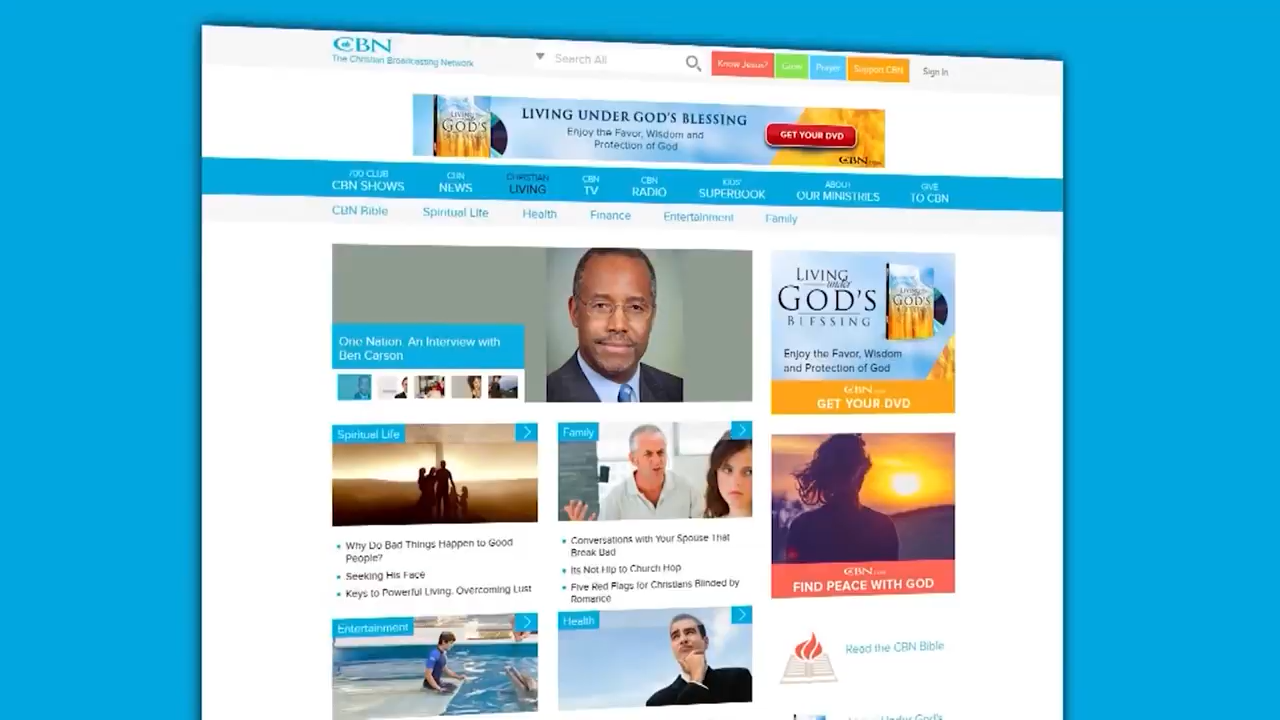 CBN
The Christian Broadcasting Network
Search All
Know Jesus?
Grow
Prayer
Support CBN
Sign In
LIVING GOD'S
LIVING UNDER GOD'S BLESSING
Enjoy the Favor, Wisdom and
Protection of God
GET YOUR DVD
CBN.com
700 CLUB
CBN SHOWS
CBN
NEWS
CHRISTIAN
LIVING
CBN
TV
CBN
RADIO
KIDS'
SUPERBOOK
ABOUT
OUR MINISTRIES
GIVE
TO CBN
CBN Bible
Spiritual Life
Health
Finance
Entertainment
Family
One Nation: An Interview with
Ben Carson
LIVING
under
GOD'S
BLESSING
LIVING
GOD'S
Enjoy the Favor, Wisdom
and Protection of God
CBN.com
GET YOUR DVD
Spiritual Life
Why Do Bad Things Happen to Good
People?
Seeking His Face
Keys to Powerful Living: Overcoming Lust
Family
Conversations with Your Spouse That
Break Bad
Its Not Hip to Church Hop
Five Red Flags for Christians Blinded by
Romance
CBN.com
FIND PEACE WITH GOD
Entertainment
Health
Read the CBN Bible
Under God's